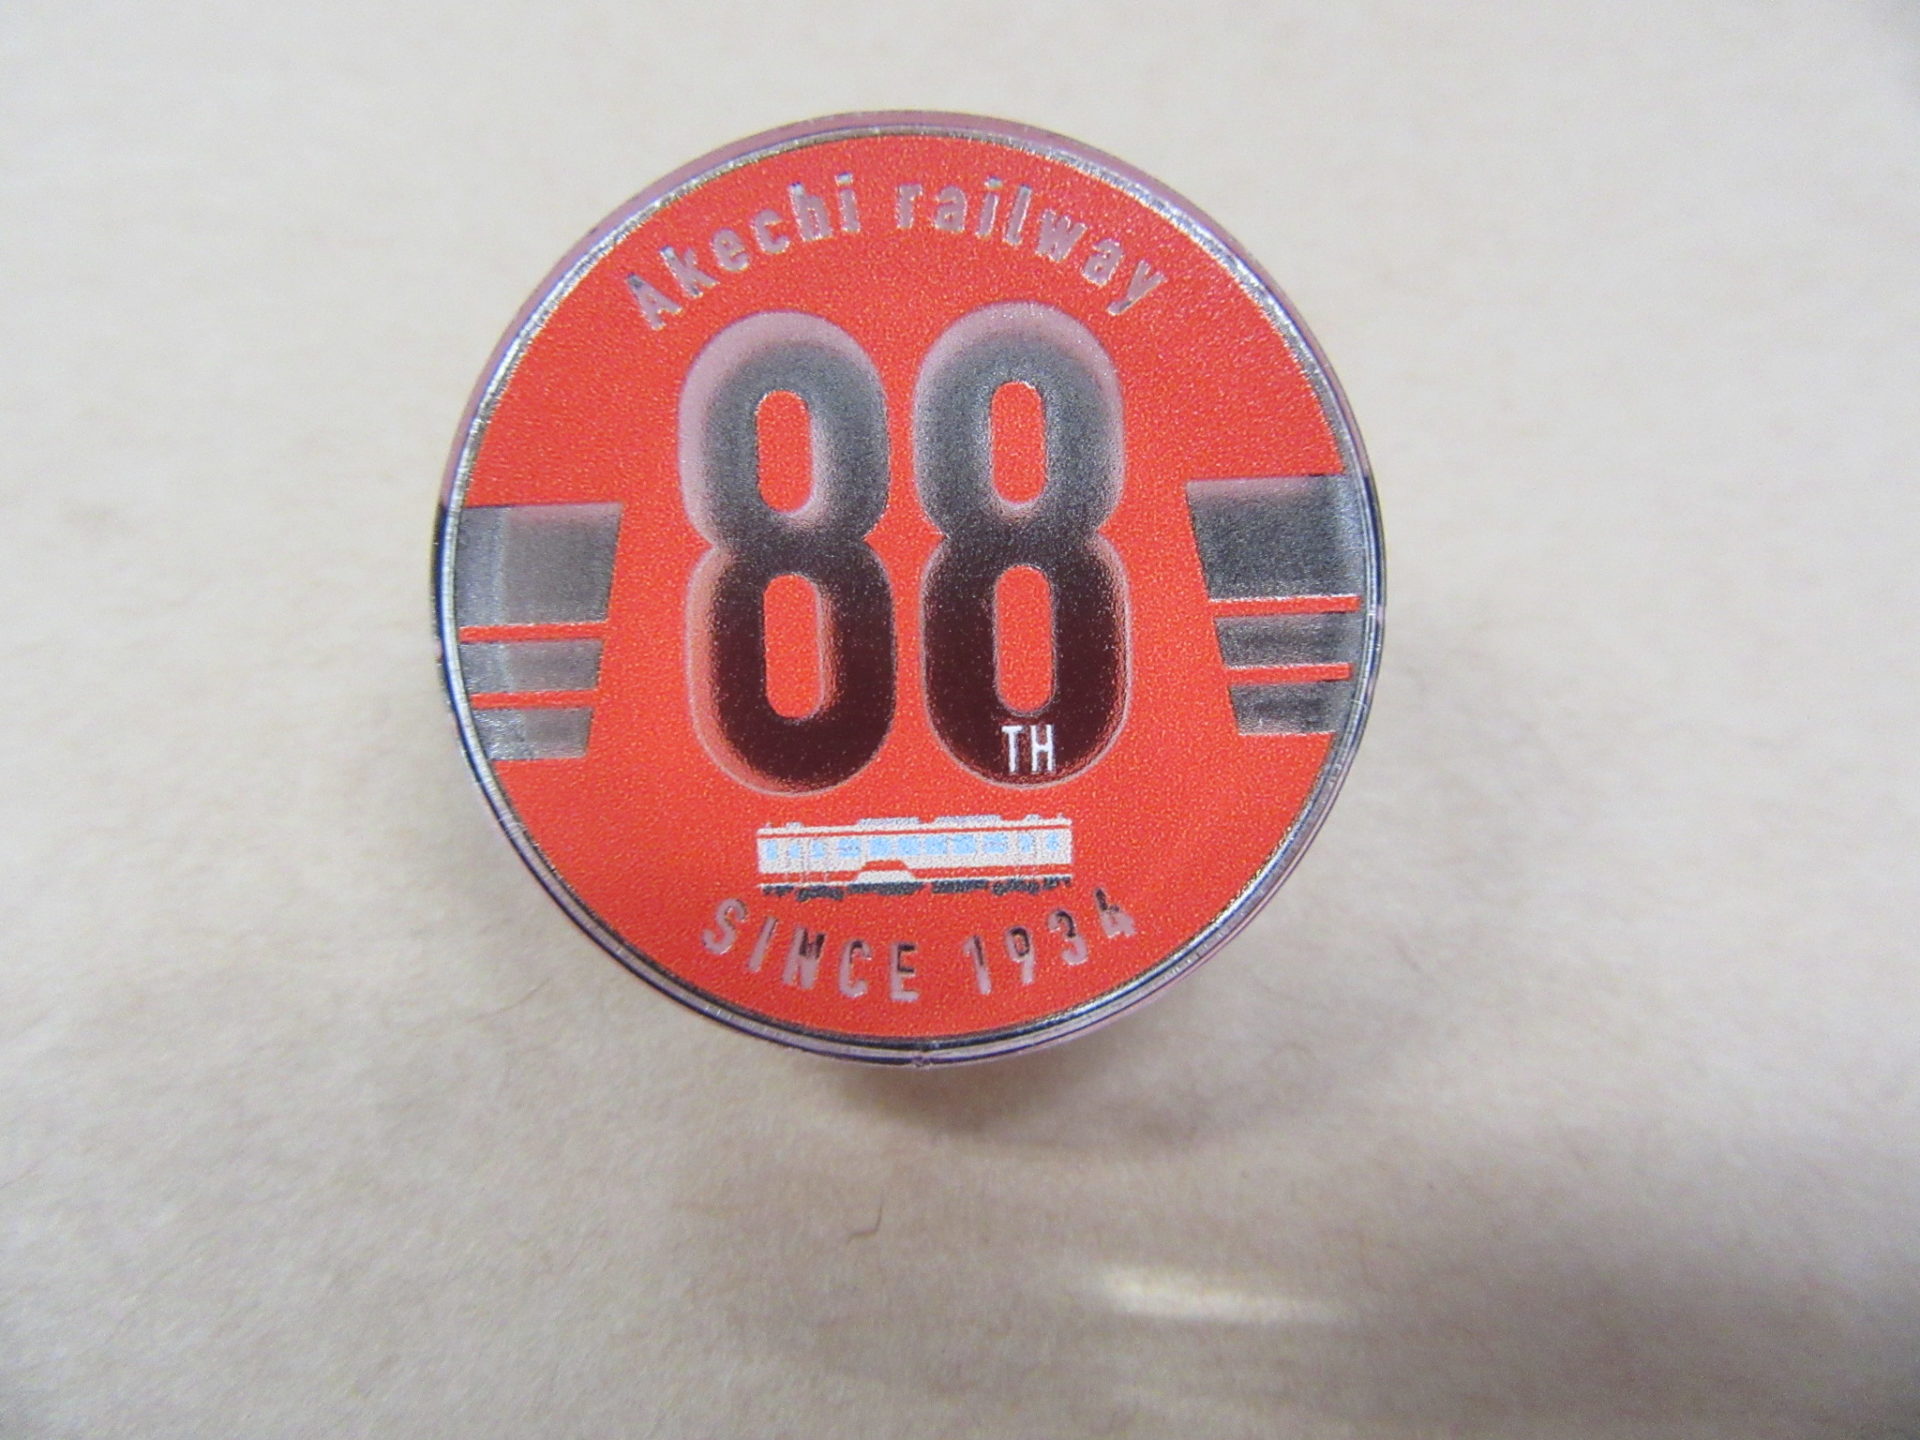 Akechi railway
88
TH
SINCE 1934